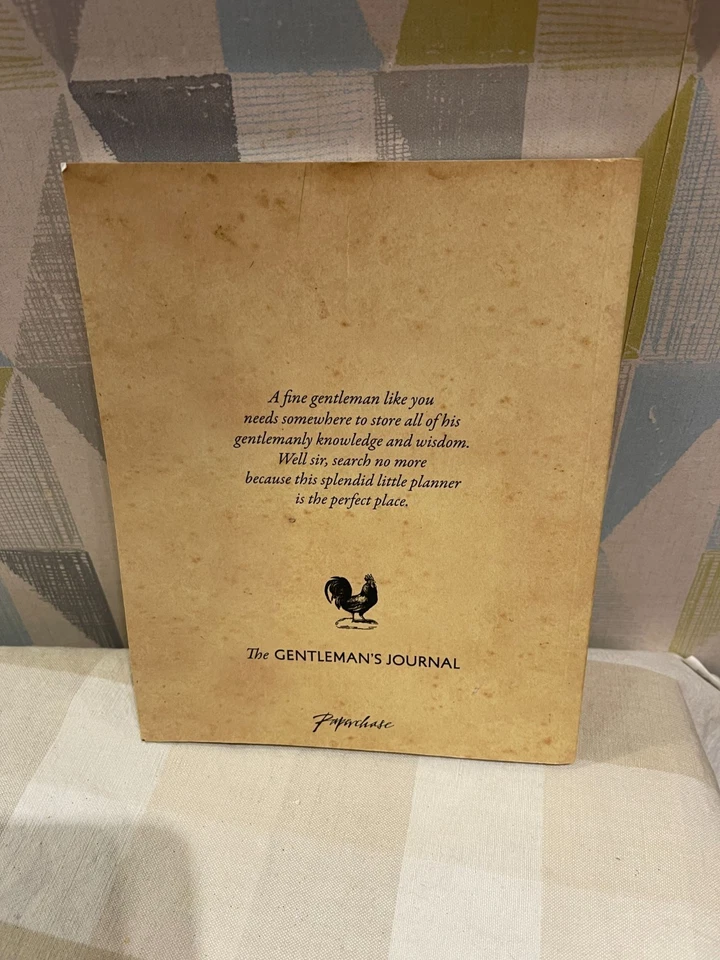 A fine gentleman like you
needs somewhere to store all of his
gentlemanly knowledge and wisdom.
Well sir, search no more
because this splendid little planner
is the perfect place.
The GENTLEMAN'S JOURNAL
Paperchase